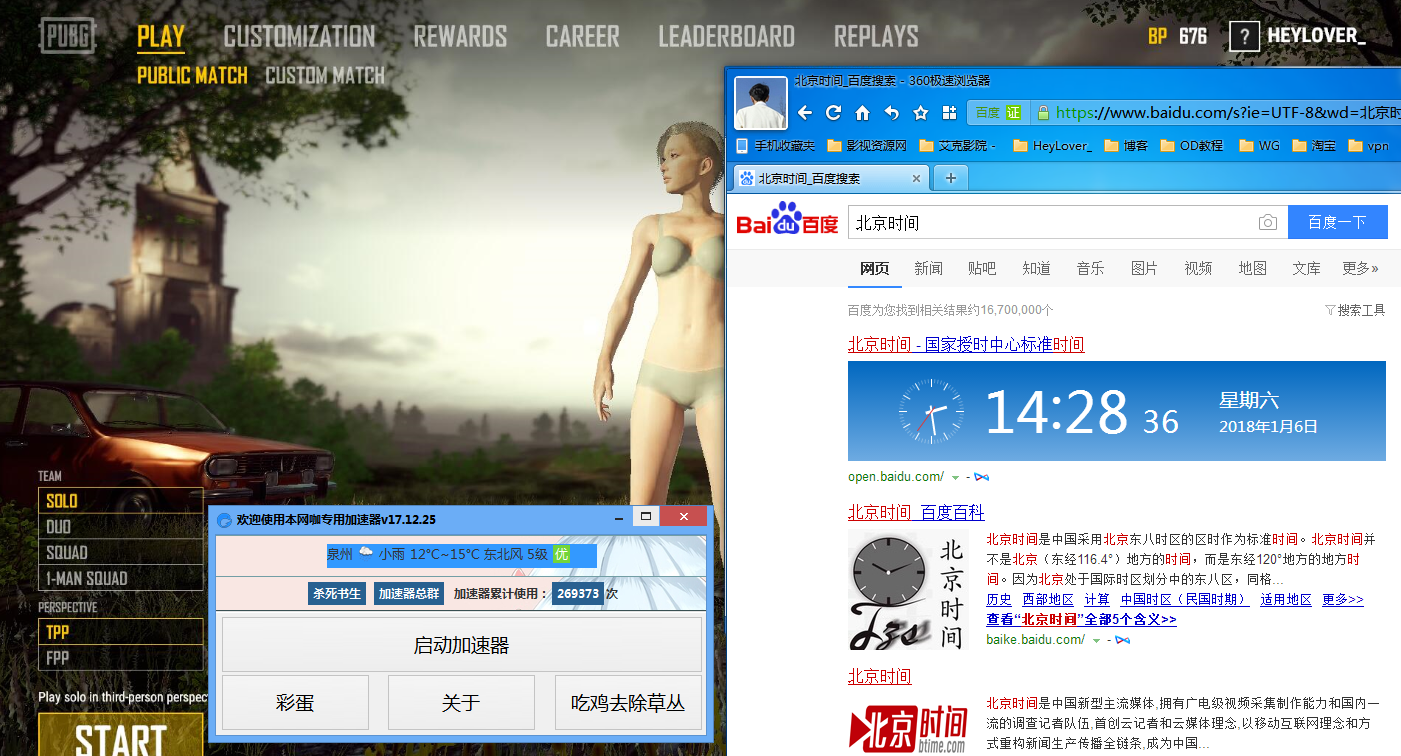 PUBG PLAY CUSTOMIZATION REWARDS CAREER LEADERBOARD REPLAYS BP 676 ? HEYLOVER_
PUBLIC MATCH CUSTOM MATCH
TEAM
SOLO
DUO
SQUAD
1-MAN SQUAD
PERSPECTIVE
TPP
FPP
Play solo in third-person perspec
START
欢迎使用本网咖专用加速器v17.12.25
泉州 小雨 12°C~15°C 东北风 5级 优
杀死书生 加速器总群 加速器累计使用： 269373 次
启动加速器
彩蛋 关于 吃鸡去除草丛
北京时间_百度搜索 - 360极速浏览器
百度 证 https://www.baidu.com/s?ie=UTF-8&wd=北京时
手机收藏夹 影视资源网 艾克影院 - HeyLover_ 博客 OD教程 WG 淘宝 vpn
北京时间_百度搜索
Bai du 百度 北京时间 百度一下
网页 新闻 贴吧 知道 音乐 图片 视频 地图 文库 更多»
百度为您找到相关结果约16,700,000个 搜索工具
北京时间 - 国家授时中心标准时间
14:28 36 星期六
2018年1月6日
open.baidu.com/ -
北京时间_百度百科
北京时间
北京时间是中国采用北京东八时区的区时作为标准时间。北京时间并
不是北京（东经116.4°）地方的时间，而是东经120°地方的地方时
间。因为北京处于国际时区划分中的东八区，同格...
历史 西部地区 计算 中国时区（民国时期） 适用地区 更多>>
查看“北京时间”全部5个含义>>
baike.baidu.com/ -
北京时间
北京时间
btime.com
北京时间是中国新型主流媒体,拥有广电级视频采集制作能力和国内一
流的调查记者队伍,首创云记者和云媒体理念,以移动互联网理念和方
式重构新闻生产传播全链条,成为中国...